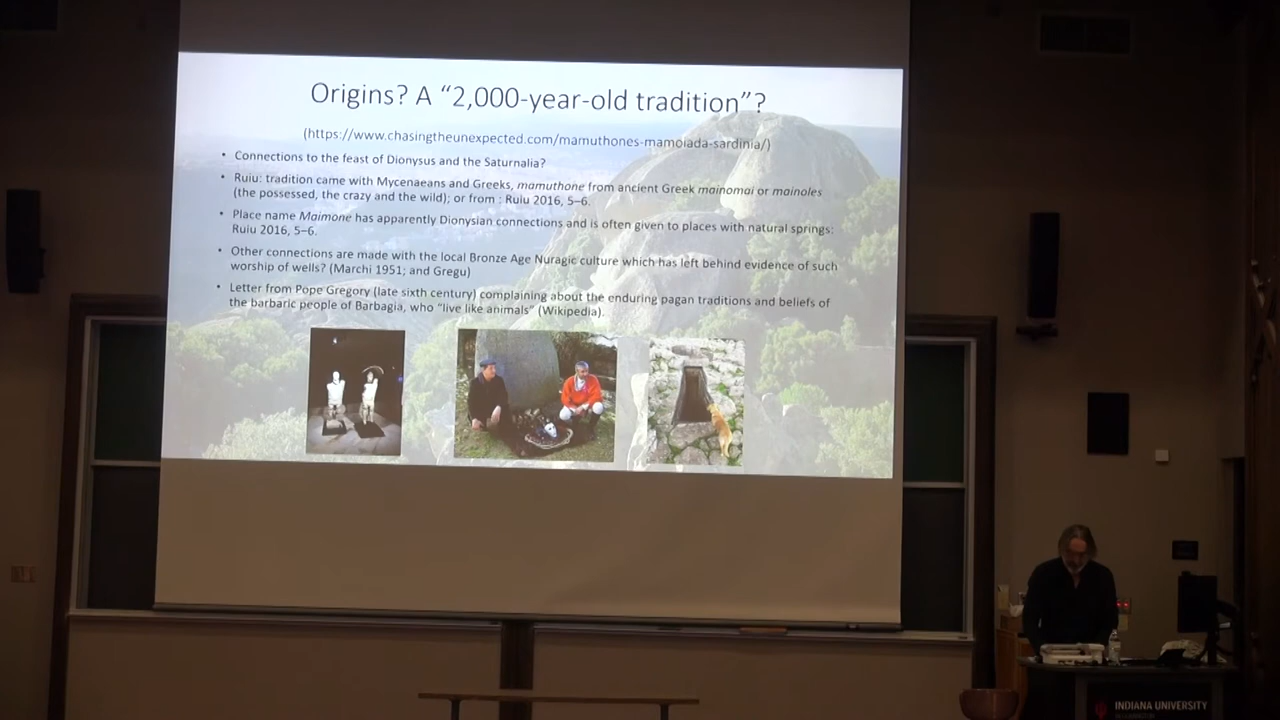 Origins? A “2,000-year-old tradition”?
(https://www.chasingtheunexpected.com/mamuthones-mamoiada-sardinia/)
• Connections to the feast of Dionysus and the Saturnalia?
• Ruiu: tradition came with Mycenaeans and Greeks, mamuthone from ancient Greek mainomai or mainoles
(the possessed, the crazy and the wild); or from : Ruiu 2016, 5–6.
• Place name Maimone has apparently Dionysian connections and is often given to places with natural springs:
Ruiu 2016, 5–6.
• Other connections are made with the local Bronze Age Nuragic culture which has left behind evidence of such
worship of wells? (Marchi 1951; and Gregu)
• Letter from Pope Gregory (late sixth century) complaining about the enduring pagan traditions and beliefs of
the barbaric people of Barbagia, who “live like animals” (Wikipedia).
INDIANA UNIVERSITY